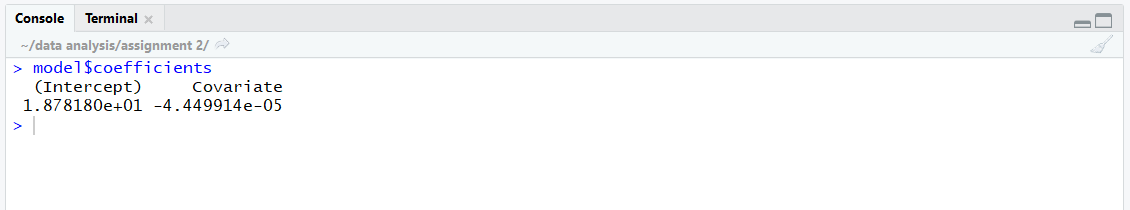 Console Terminal
~/data analysis/assignment 2/
> model$coefficients
(Intercept) Covariate
1.878180e+01 -4.449914e-05
>